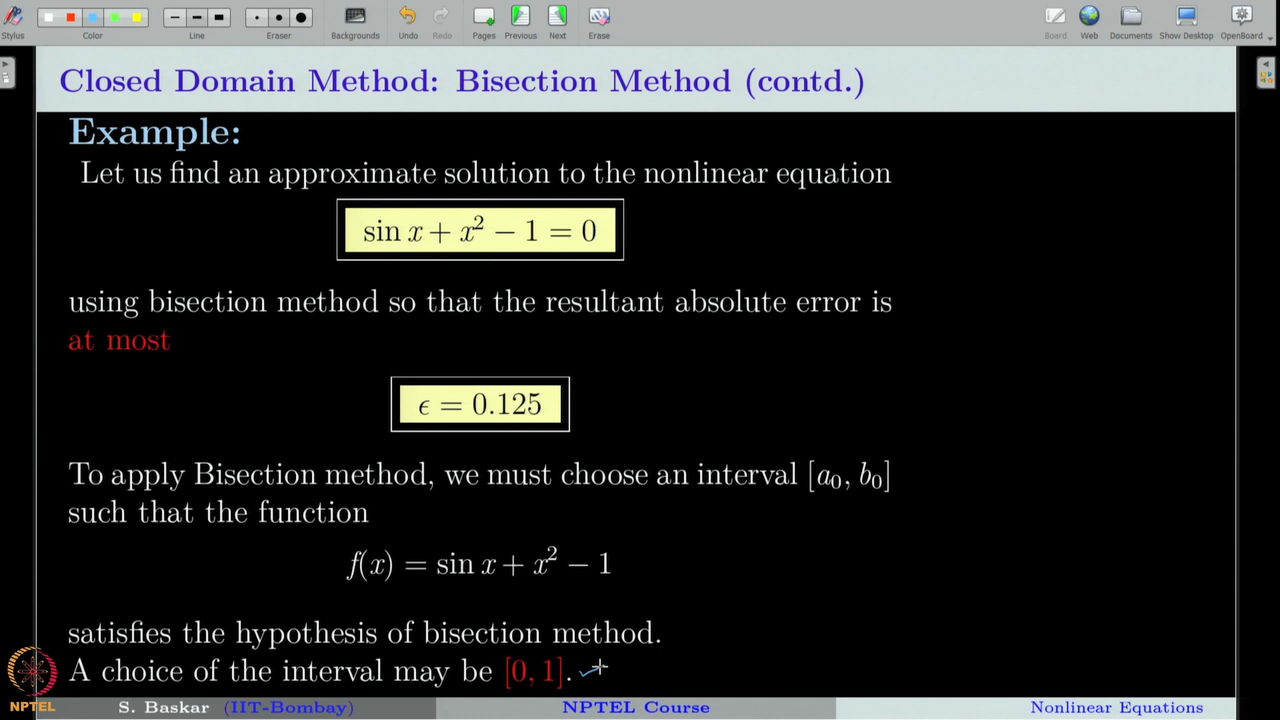 Stylus Color Line Eraser Backgrounds Undo Redo Pages Previous Next Erase Board Web Documents Show Desktop OpenBoard
Closed Domain Method: Bisection Method (contd.)
Example:
Let us find an approximate solution to the nonlinear equation
sin x + x² − 1 = 0
using bisection method so that the resultant absolute error is
at most
ϵ = 0.125
To apply Bisection method, we must choose an interval [a₀, b₀]
such that the function
f(x) = sin x + x² − 1
satisfies the hypothesis of bisection method.
A choice of the interval may be [0, 1].
NPTEL
S. Baskar (IIT-Bombay) NPTEL Course Nonlinear Equations